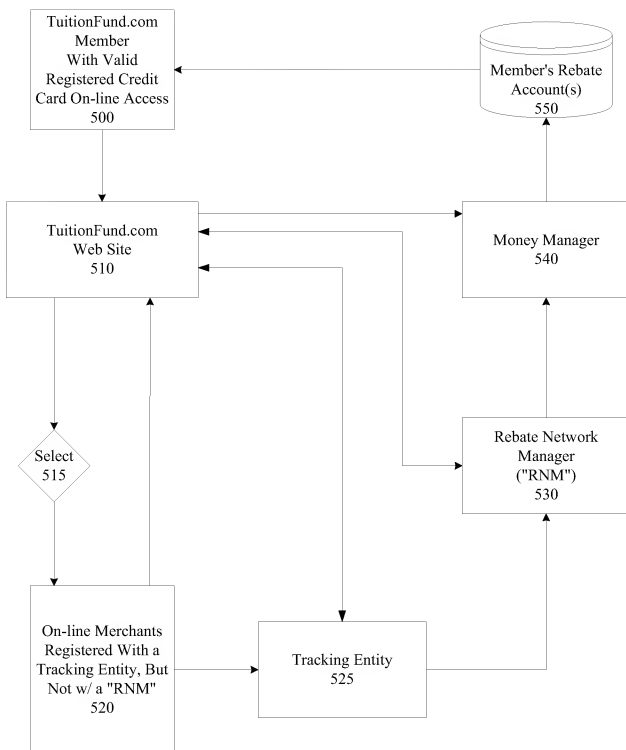 TuitionFund.com
Member
With Valid
Registered Credit
Card On-line Access
500
Member's Rebate
Account(s)
550
TuitionFund.com
Web Site
510
Money Manager
540
Select
515
Rebate Network
Manager
("RNM")
530
On-line Merchants
Registered With a
Tracking Entity, But
Not w/ a "RNM"
520
Tracking Entity
525